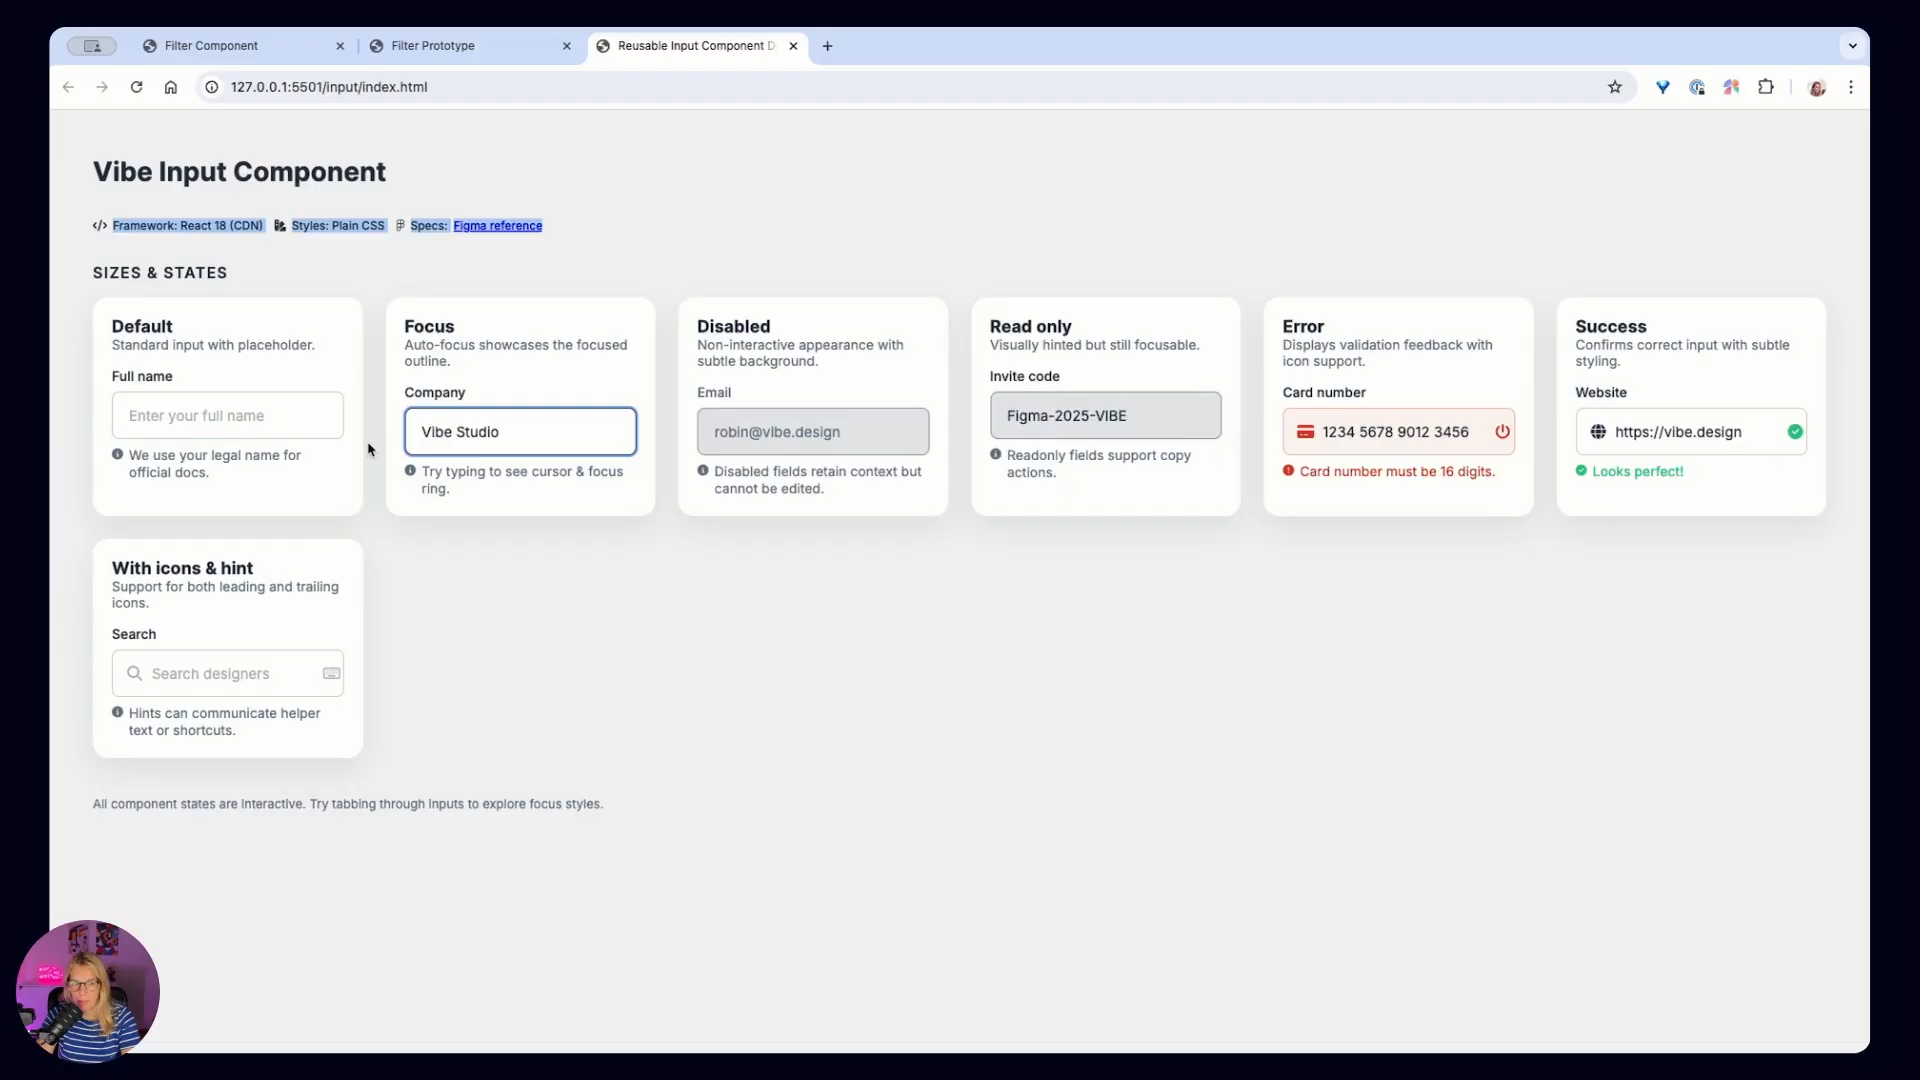 Filter Component
Filter Prototype
Reusable Input Component D
127.0.0.1:5501/input/index.html
Vibe Input Component
Framework: React 18 (CDN) Styles: Plain CSS Specs: Figma reference
SIZES & STATES
Default
Standard input with placeholder.
Full name
Enter your full name
We use your legal name for
official docs.
Focus
Auto-focus showcases the focused
outline.
Company
Vibe Studio
Try typing to see cursor & focus
ring.
Disabled
Non-interactive appearance with
subtle background.
Email
robin@vibe.design
Disabled fields retain context but
cannot be edited.
Read only
Visually hinted but still focusable.
Invite code
Figma-2025-VIBE
Readonly fields support copy
actions.
Error
Displays validation feedback with
icon support.
Card number
1234 5678 9012 3456
Card number must be 16 digits.
Success
Confirms correct input with subtle
styling.
Website
https://vibe.design
Looks perfect!
With icons & hint
Support for both leading and trailing
icons.
Search
Search designers
Hints can communicate helper
text or shortcuts.
All component states are interactive. Try tabbing through inputs to explore focus styles.